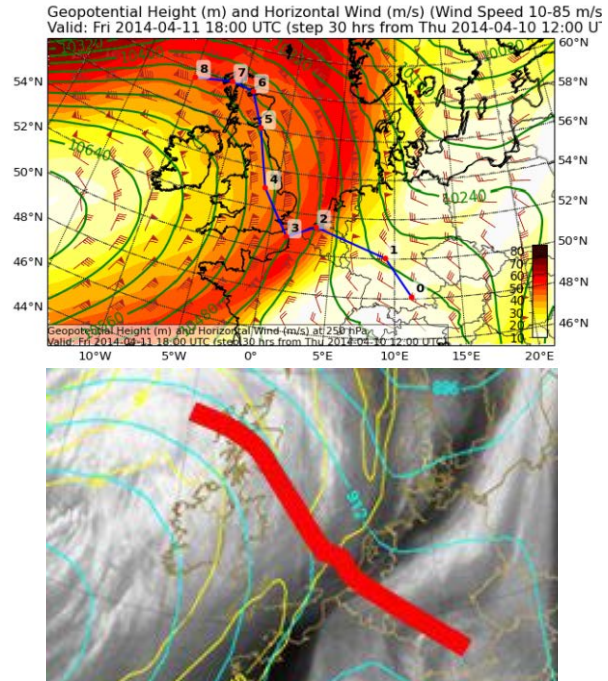 Geopotential Height (m) and Horizontal Wind (m/s) (Wind Speed 10-85 m/s
Valid: Fri 2014-04-11 18:00 UTC (step 30 hrs from Thu 2014-04-10 12:00 UT
60°N
10320
10080
54°N
8
7
6
58°N
5
52°N
56°N
10640
4
54°N
50°N
10240
3
2
52°N
48°N
1
80
50°N
70
46°N
0
60
50
48°N
40
30
44°N
20
46°N
10
Geopotential Height (m) and Horizontal Wind (m/s) at 250 hPa
Valid: Fri 2014-04-11 18:00 UTC (step 30 hrs from Thu 2014-04-10 12:00 UTC)
10°W
5°W
0°
5°E
10°E
15°E
20°E
896
912